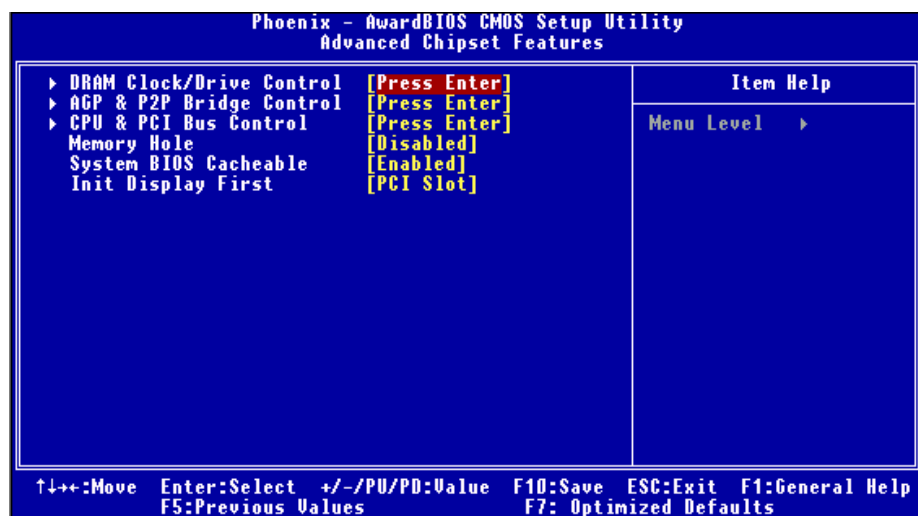 Phoenix - AwardBIOS CMOS Setup Utility
Advanced Chipset Features
▸ DRAM Clock/Drive Control [Press Enter]
▸ AGP & P2P Bridge Control [Press Enter]
▸ CPU & PCI Bus Control [Press Enter]
Memory Hole [Disabled]
System BIOS Cacheable [Enabled]
Init Display First [PCI Slot]
Item Help
Menu Level ▸
↑↓→←:Move Enter:Select +/-/PU/PD:Value F10:Save ESC:Exit F1:General Help
F5:Previous Values F7: Optimized Defaults